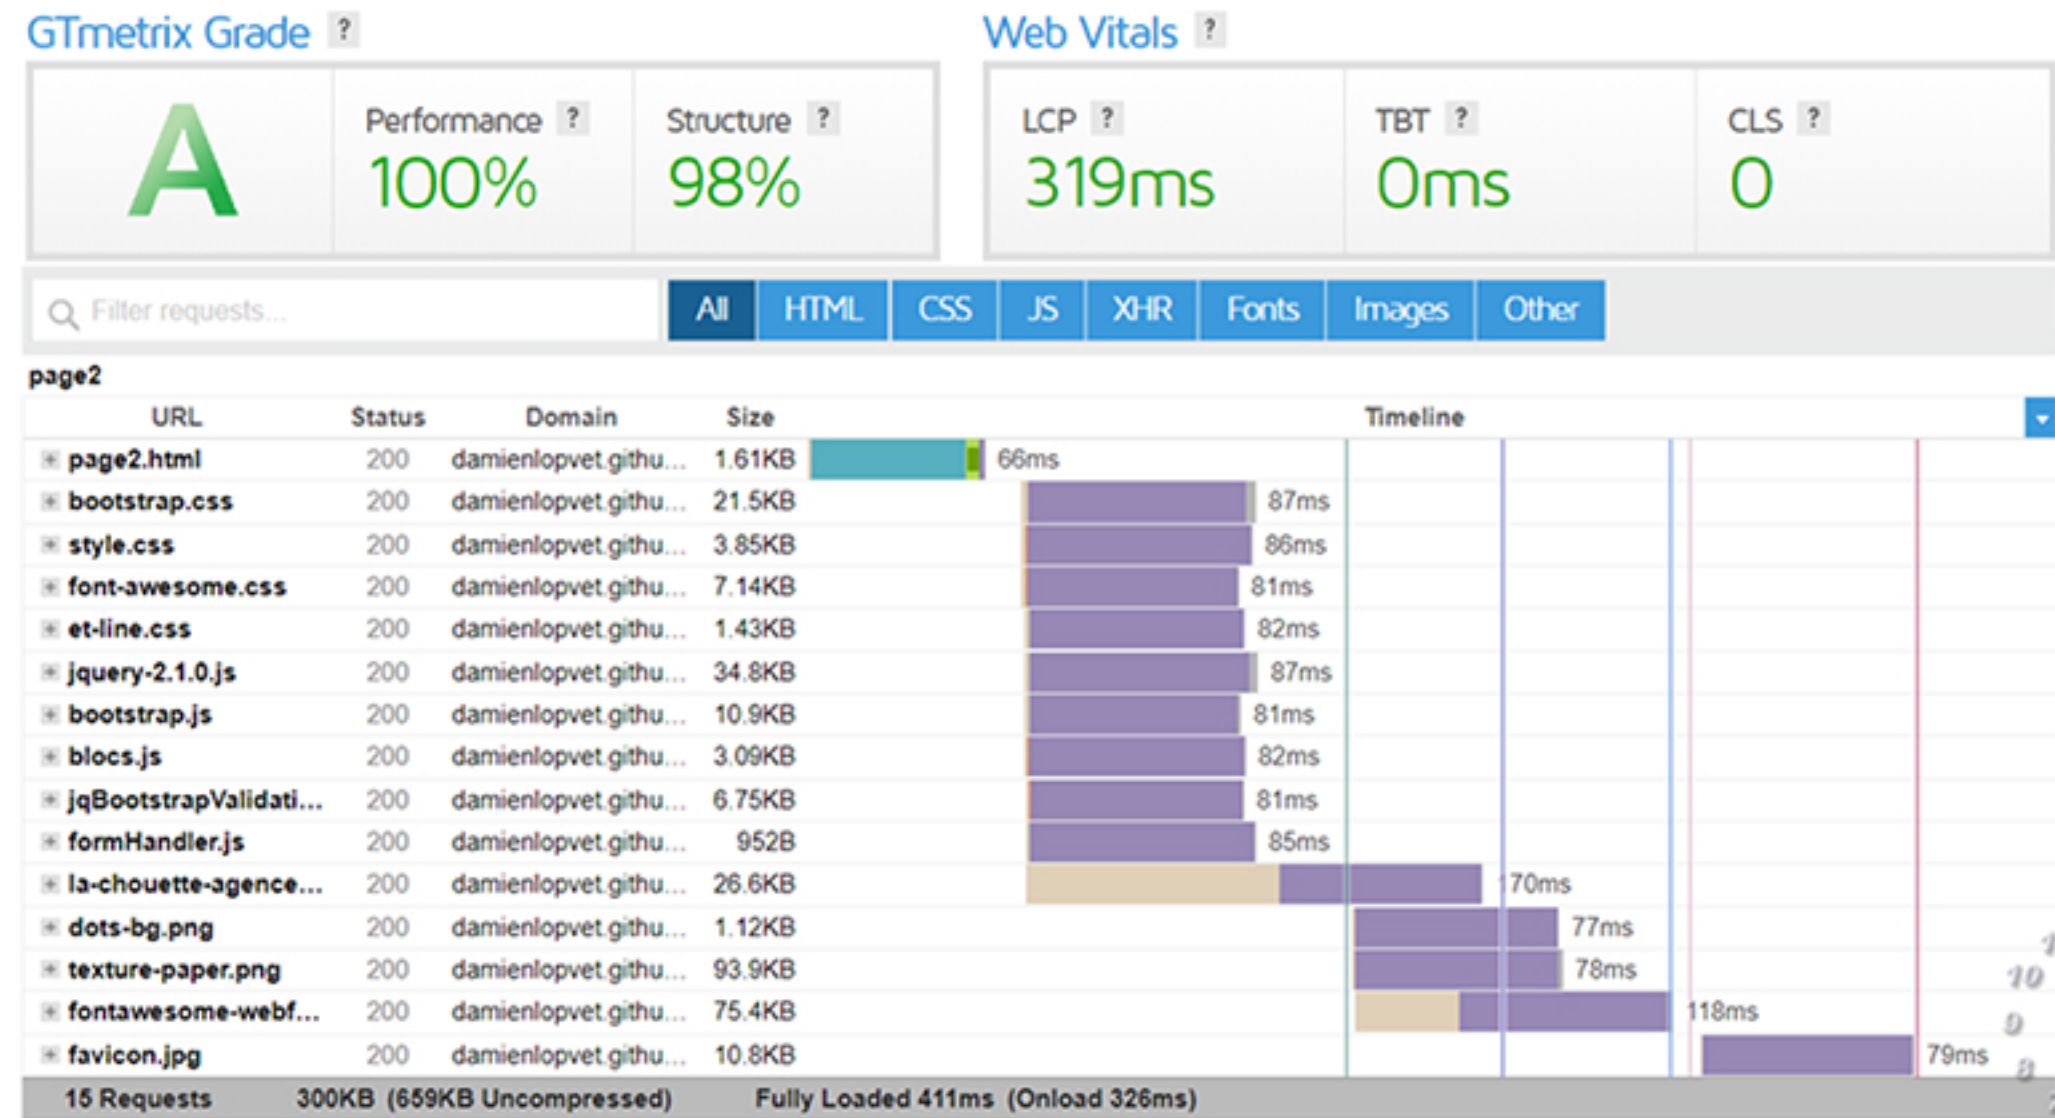 GTmetrix Grade ? Web Vitals ?
A Performance ? Structure ? LCP ? TBT ? CLS ?
100% 98% 319ms 0ms 0
Filter requests... All HTML CSS JS XHR Fonts Images Other
page2
URL Status Domain Size Timeline
page2.html 200 damienlopvet.githu... 1.61KB 66ms
bootstrap.css 200 damienlopvet.githu... 21.5KB 87ms
style.css 200 damienlopvet.githu... 3.85KB 86ms
font-awesome.css 200 damienlopvet.githu... 7.14KB 81ms
et-line.css 200 damienlopvet.githu... 1.43KB 82ms
jquery-2.1.0.js 200 damienlopvet.githu... 34.8KB 87ms
bootstrap.js 200 damienlopvet.githu... 10.9KB 81ms
blocs.js 200 damienlopvet.githu... 3.09KB 82ms
jqBootstrapValidati... 200 damienlopvet.githu... 6.75KB 81ms
formHandler.js 200 damienlopvet.githu... 952B 85ms
la-chouette-agence... 200 damienlopvet.githu... 26.6KB 170ms
dots-bg.png 200 damienlopvet.githu... 1.12KB 77ms
texture-paper.png 200 damienlopvet.githu... 93.9KB 78ms 10
fontawesome-webf... 200 damienlopvet.githu... 75.4KB 118ms 9
favicon.jpg 200 damienlopvet.githu... 10.8KB 79ms 8
15 Requests 300KB (659KB Uncompressed) Fully Loaded 411ms (Onload 326ms)